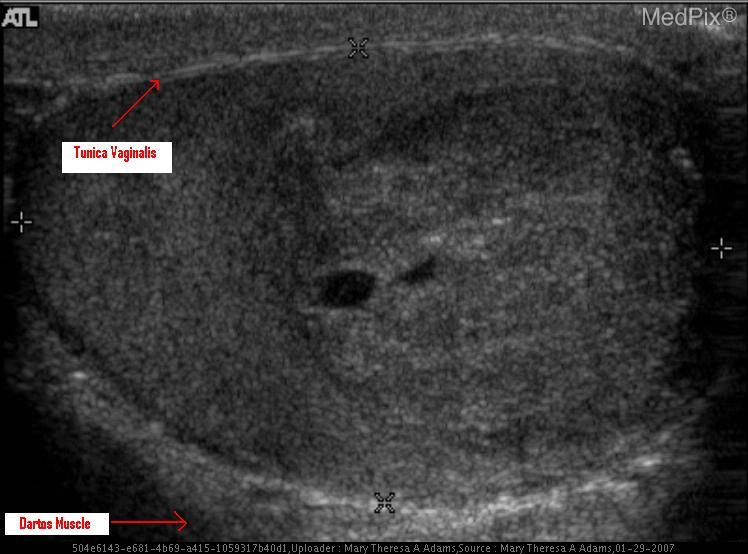 ATL
MedPix®
Tunica Vaginalis
Dartos Muscle
504e6143-e681-4b69-a415-1059317b40d1,Uploader : Mary Theresa A Adams,Source : Mary Theresa A Adams,01-29-2007